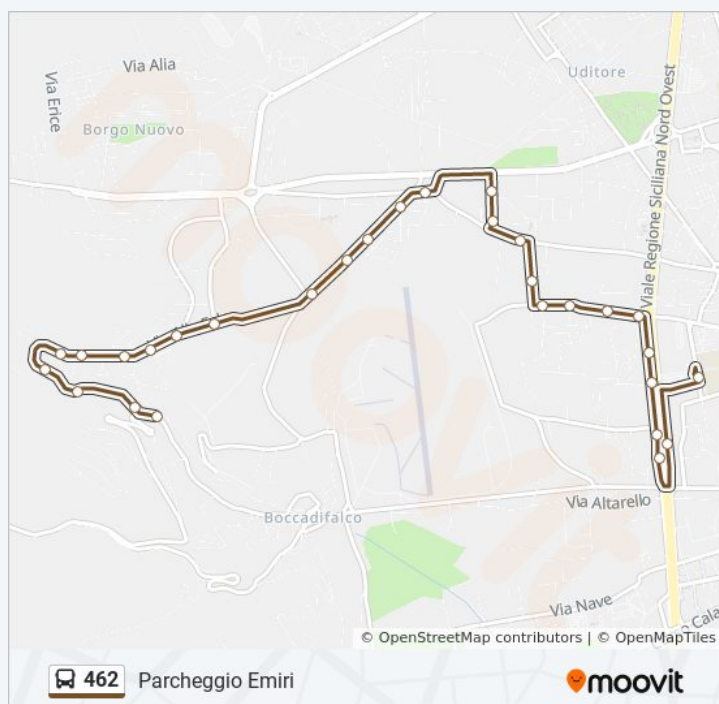 Via Alia
Via Erice
Borgo Nuovo
Uditore
Viale Regione Siciliana Nord Ovest
Via Altarello
Boccadifalco
Via Nave
Cala
© OpenStreetMap contributors | © OpenMapTiles
462
Parcheggio Emiri
moovit